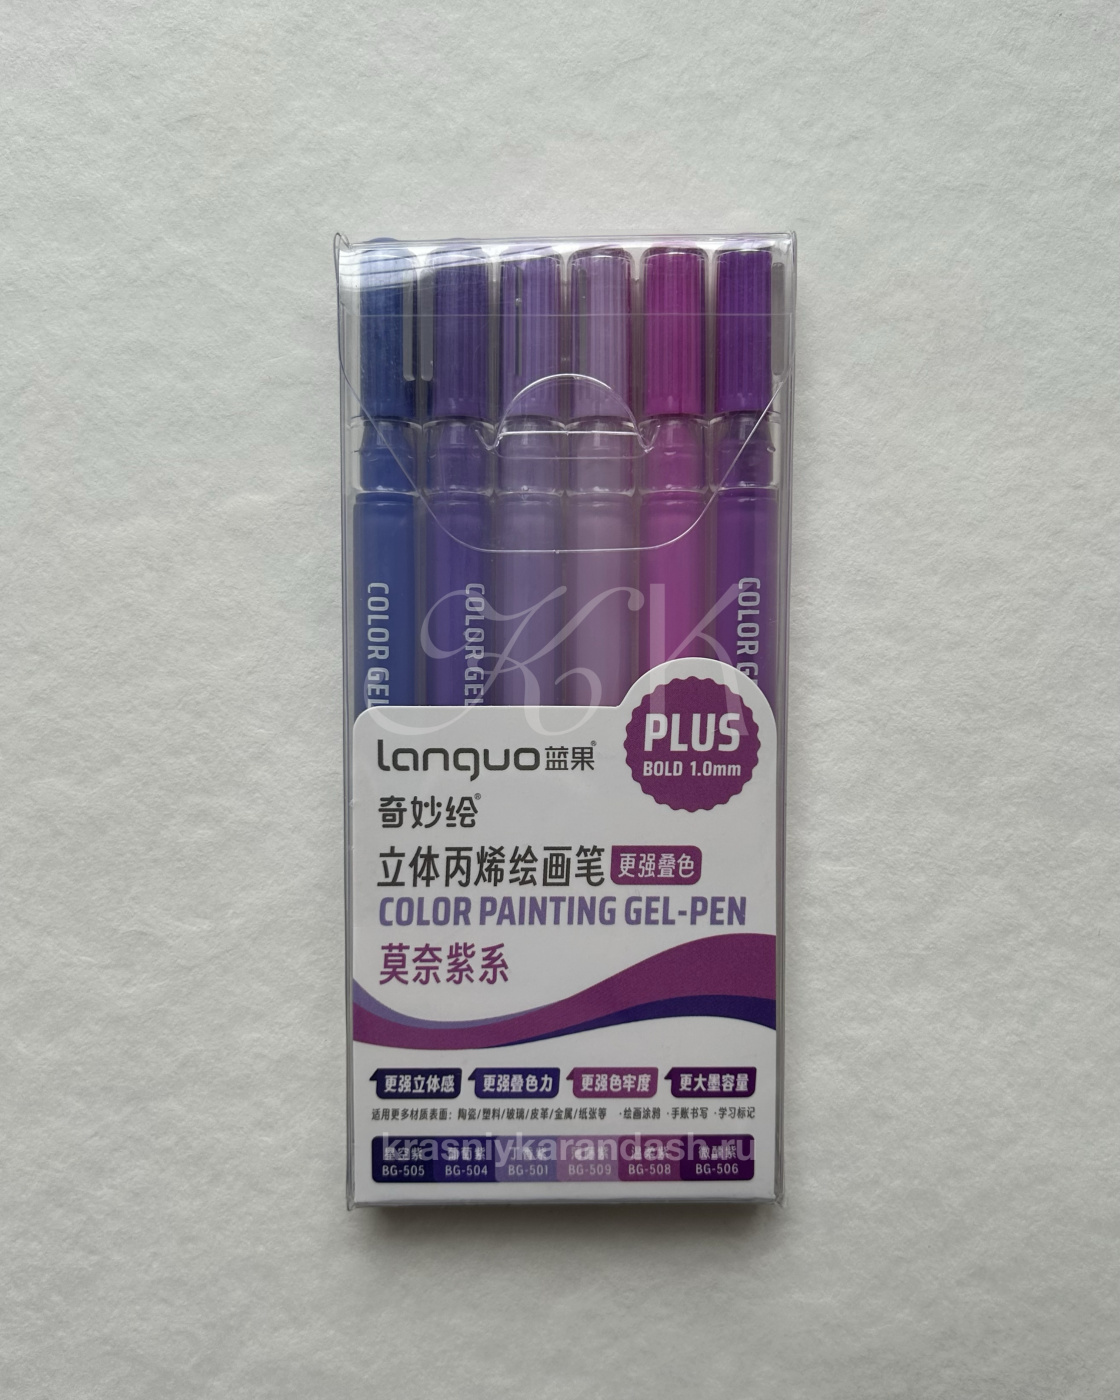 COLOR GEL
COLOR GEL
COLOR GE
KK
PLUS
BOLD 1.0mm
languo蓝果®
奇妙绘®
立体丙烯绘画笔 更强叠色
COLOR PAINTING GEL-PEN
莫奈紫系
更强立体感 更强叠色力 更强色牢度 更大墨容量
适用更多材质表面：陶瓷/塑料/玻璃/皮革/金属/纸张等 ·绘画涂鸦 ·手账书写 ·学习标记
krasniykarandash.ru
BG-505 BG-504 BG-501 BG-509 BG-508 BG-506